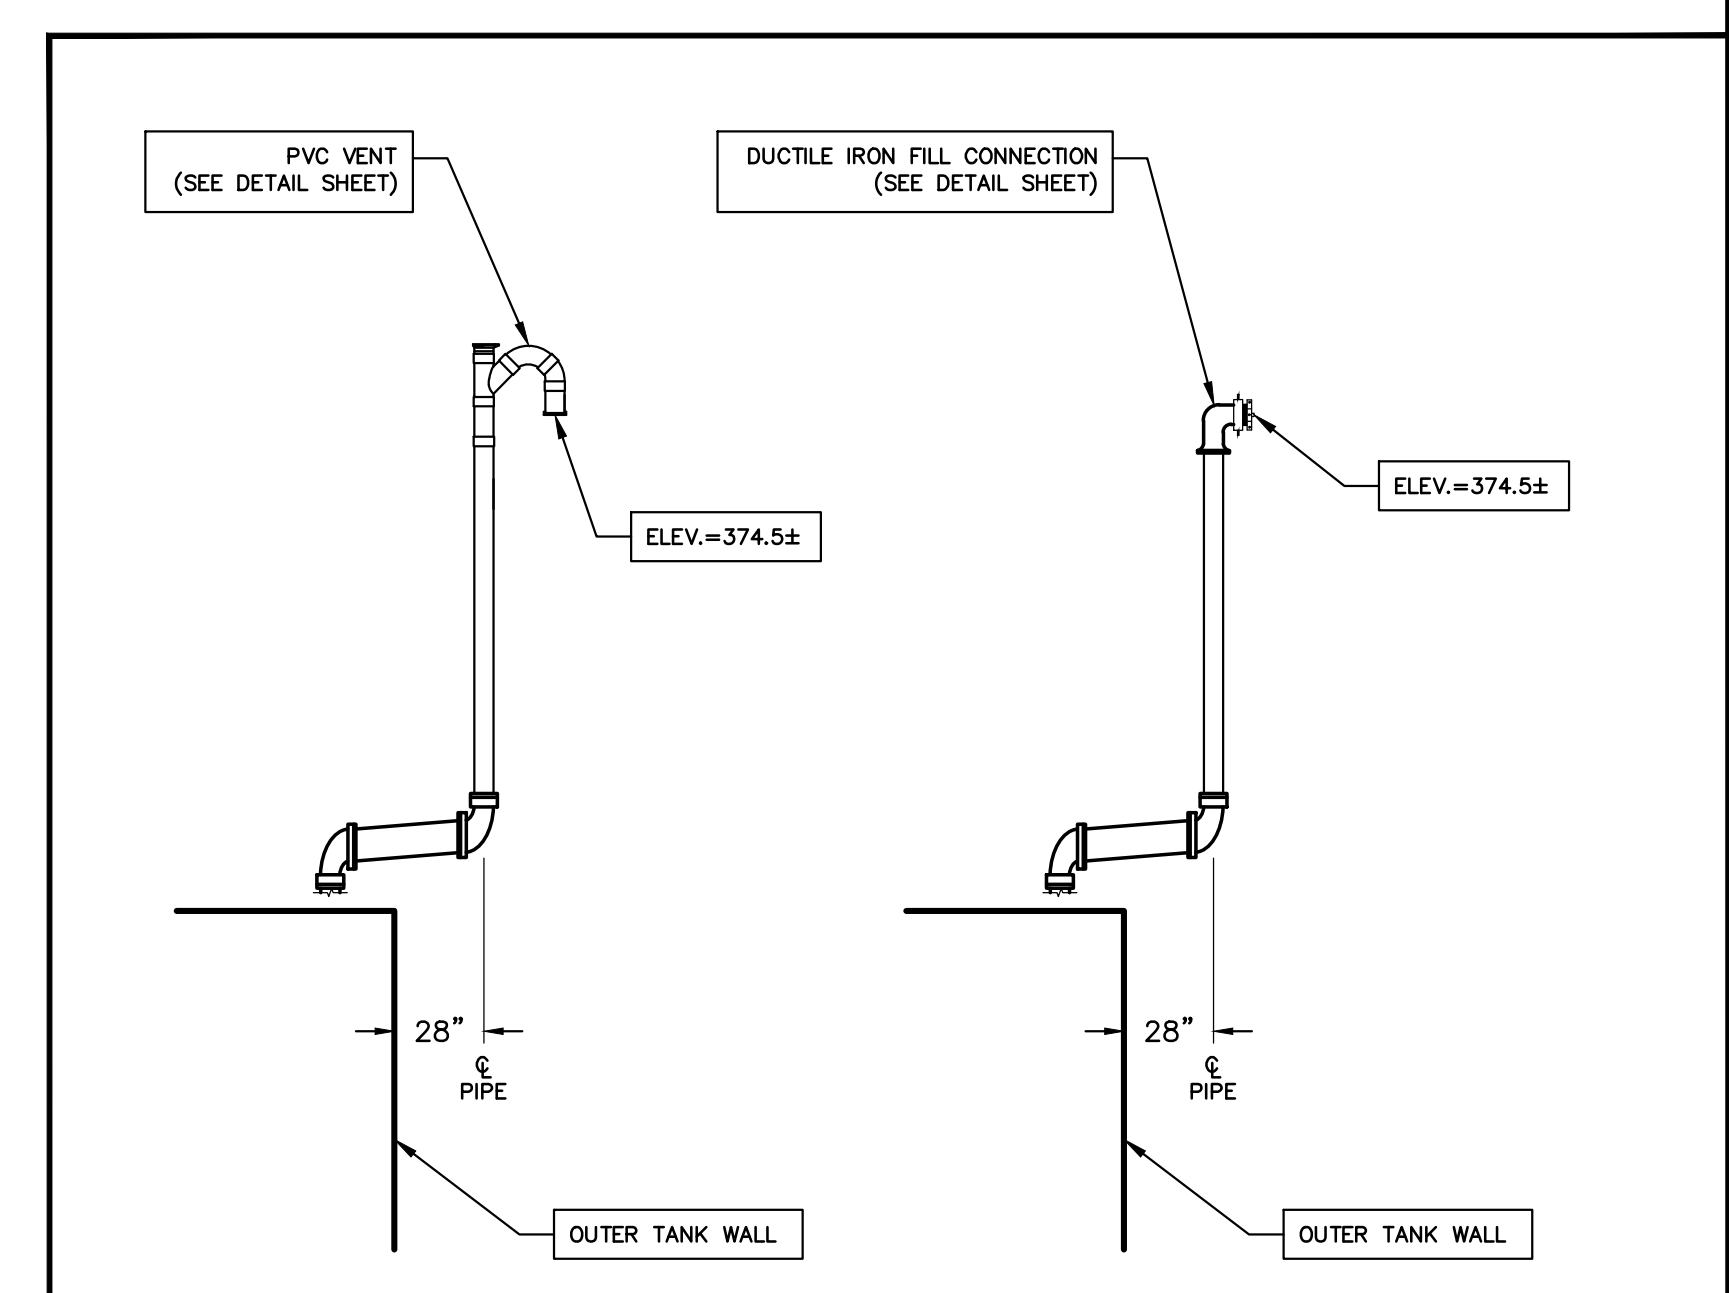 PVC VENT
(SEE DETAIL SHEET)
DUCTILE IRON FILL CONNECTION
(SEE DETAIL SHEET)
ELEV.=374.5±
ELEV.=374.5±
28"
℄
PIPE
28"
℄
PIPE
OUTER TANK WALL
OUTER TANK WALL